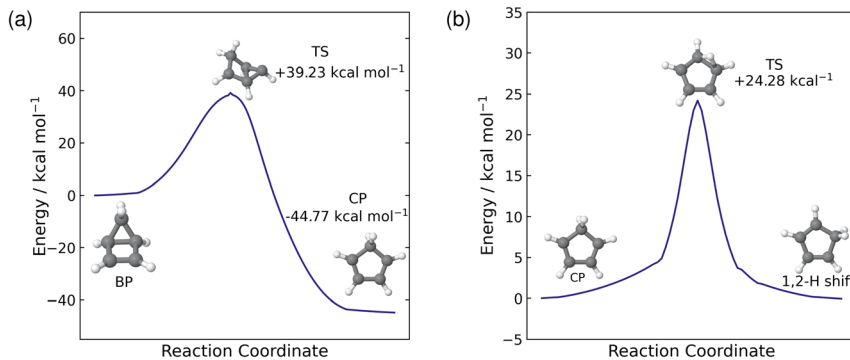 (a)
60
40
20
0
−20
−40
Energy / kcal mol⁻¹
Reaction Coordinate
TS
+39.23 kcal mol⁻¹
CP
-44.77 kcal mol⁻¹
BP
(b)
35
30
25
20
15
10
5
0
−5
Energy / kcal mol⁻¹
Reaction Coordinate
TS
+24.28 kcal⁻¹
CP
1,2-H shif